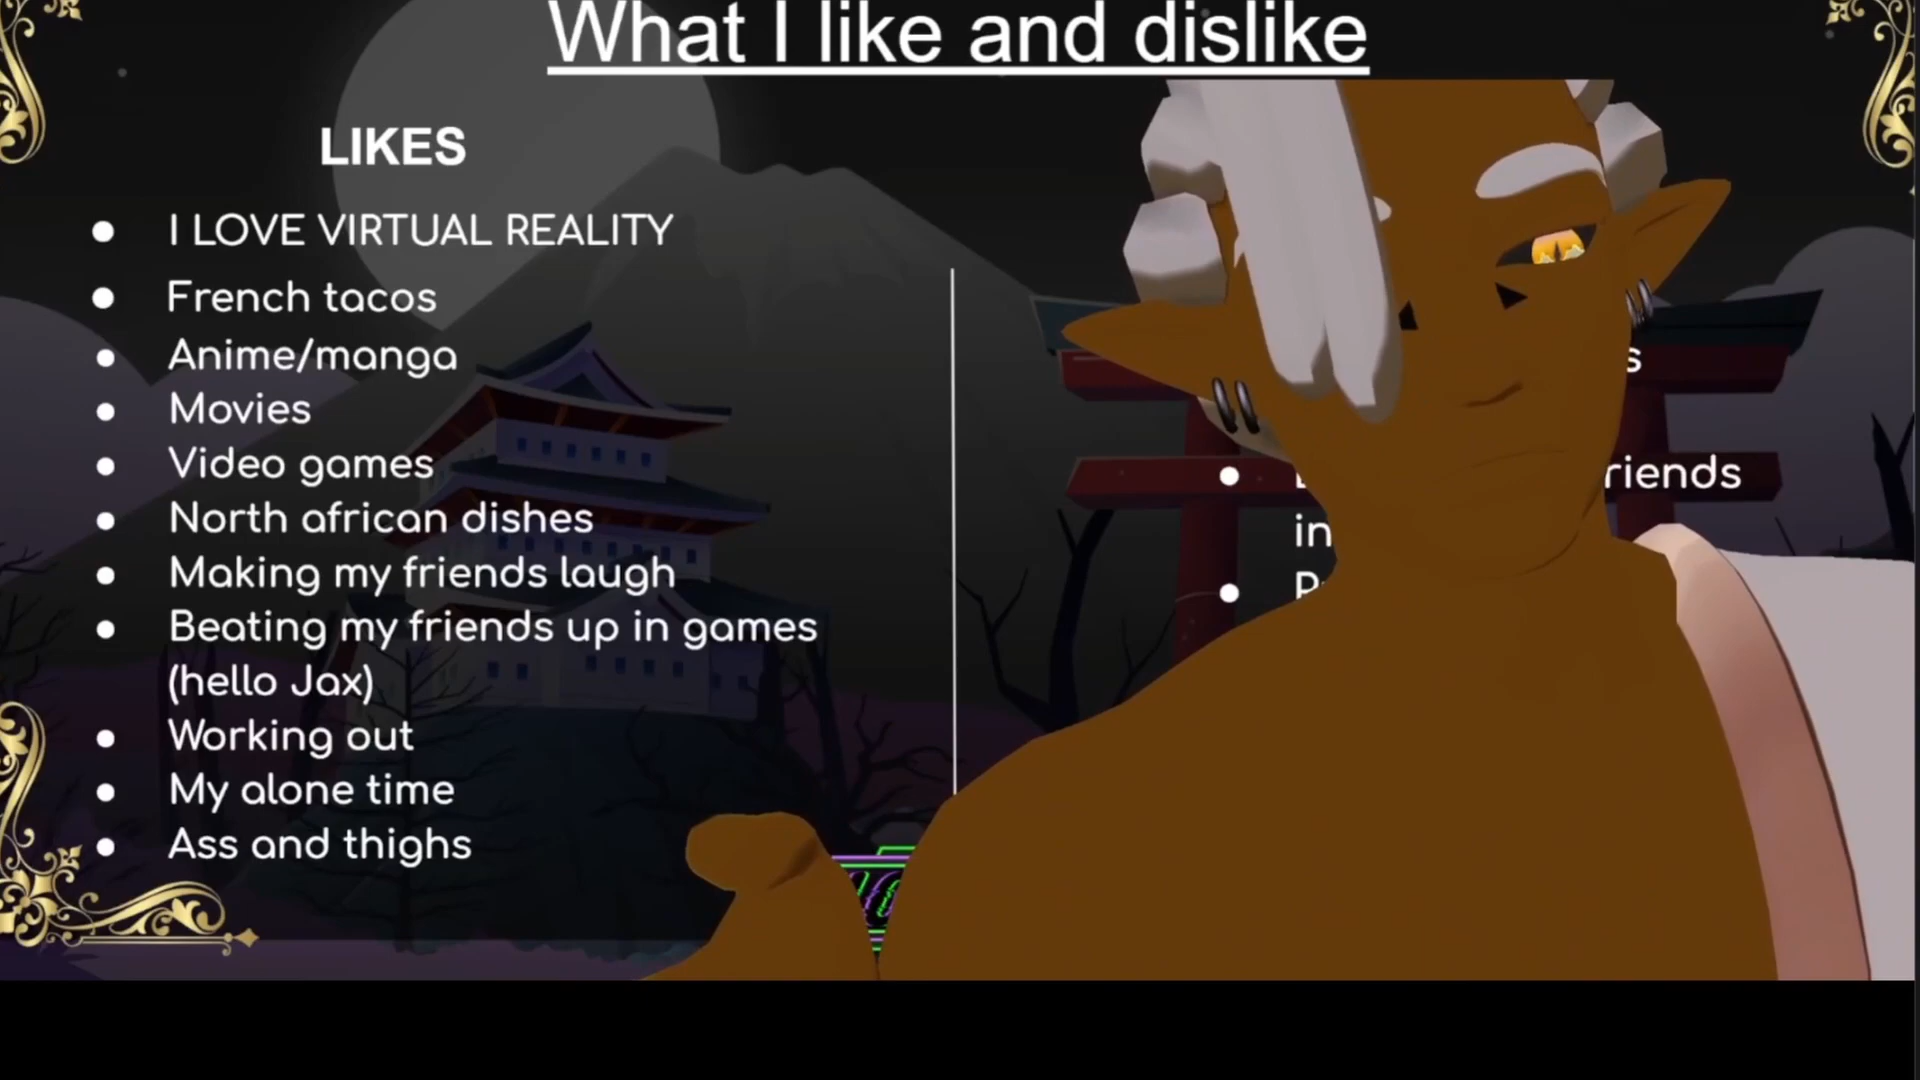 What I like and dislike
LIKES
I LOVE VIRTUAL REALITY
French tacos
Anime/manga
Movies
Video games
North african dishes
Making my friends laugh
Beating my friends up in games
(hello Jax)
Working out
My alone time
Ass and thighs
in